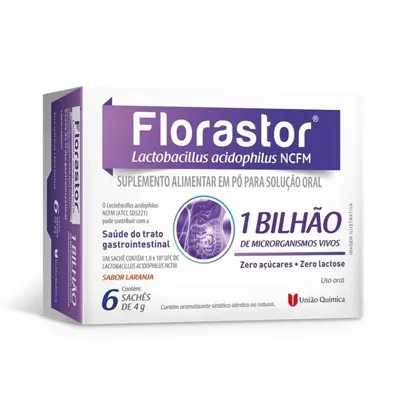 Florastor®
Lactobacillus acidophilus NCFM
SUPLEMENTO ALIMENTAR EM PÓ PARA SOLUÇÃO ORAL
O Lactobacillus acidophilus
NCFM (ATCC SD5221)
pode contribuir com a
Saúde do trato
gastrointestinal
UM SACHÊ CONTÉM 1,0 x 10⁹ UFC DE
LACTOBACILLUS ACIDOPHILUS NCFM
SABOR LARANJA
Contém:
6 SACHÊS
DE 4 g
1 BILHÃO
DE MICRORGANISMOS VIVOS
Zero açúcares • Zero lactose
Uso oral
União Química
Contém aromatizante sintético idêntico ao natural.
IMAGEM ILUSTRATIVA
Florastor®
1 BILHÃO
6
União Química